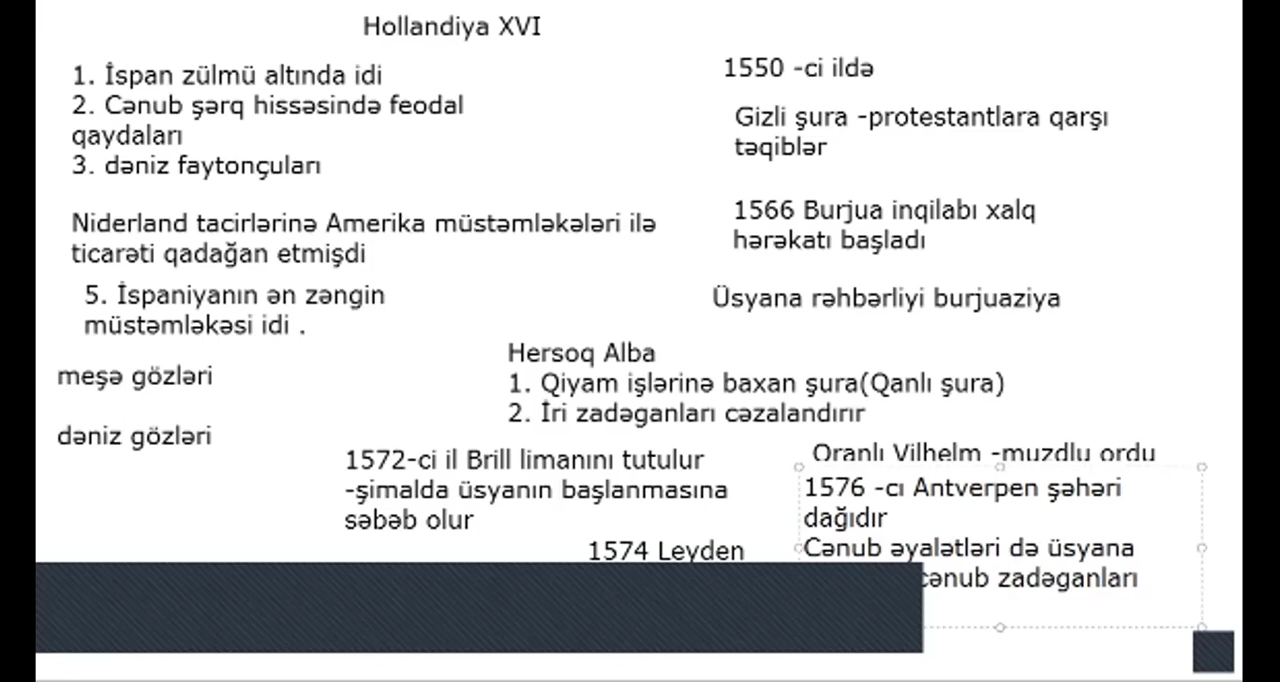 Hollandiya XVI
1. İspan zülmü altında idi
2. Cənub şərq hissəsində feodal
qaydaları
3. dəniz faytonçuları
Niderland tacirlərinə Amerika müstəmləkələri ilə
ticarəti qadağan etmişdi
5. İspaniyanın ən zəngin
müstəmləkəsi idi .
meşə gözləri
dəniz gözləri
1550 -ci ildə
Gizli şura -protestantlara qarşı
təqiblər
1566 Burjua inqilabı xalq
hərəkatı başladı
Üsyana rəhbərliyi burjuaziya
Hersoq Alba
1. Qiyam işlərinə baxan şura(Qanlı şura)
2. İri zadəganları cəzalandırır
1572-ci il Brill limanını tutulur
-şimalda üsyanın başlanmasına
səbəb olur
1574 Leyden
Oranlı Vilhelm -muzdlu ordu
1576 -cı Antverpen şəhəri
dağıdır
Cənub əyalətləri də üsyana
cənub zadəganları